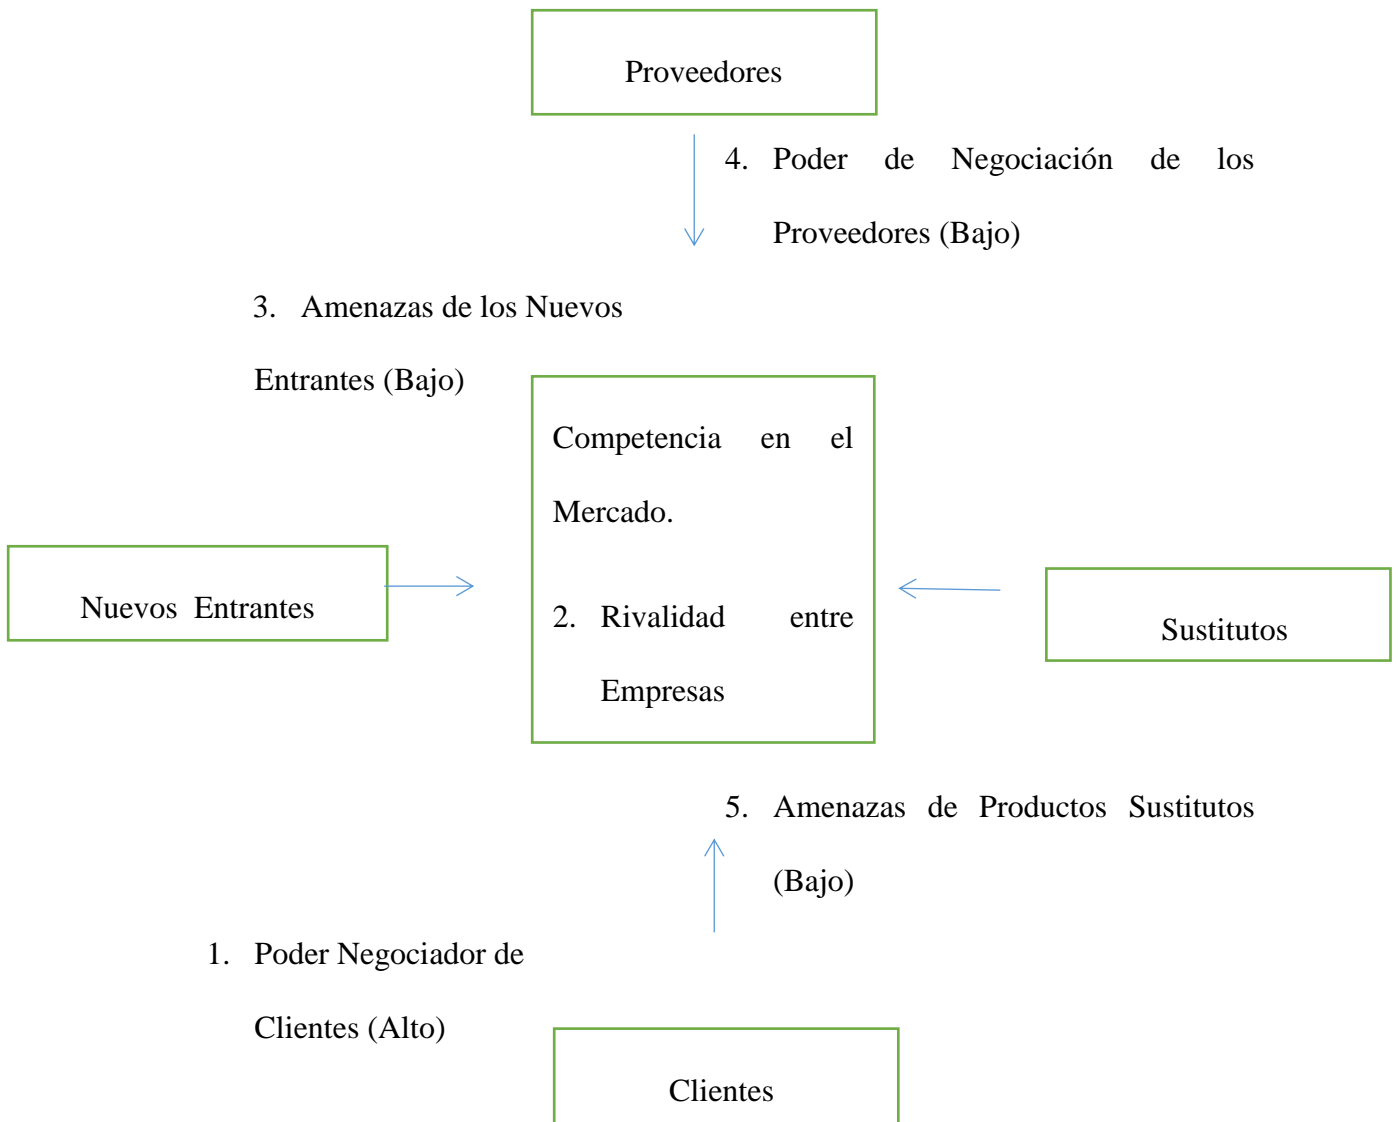 Proveedores
4. Poder de Negociación de los
Proveedores (Bajo)
3. Amenazas de los Nuevos
Entrantes (Bajo)
Competencia en el
Mercado.
2. Rivalidad entre
Empresas
Nuevos Entrantes
Sustitutos
5. Amenazas de Productos Sustitutos
(Bajo)
1. Poder Negociador de
Clientes (Alto)
Clientes